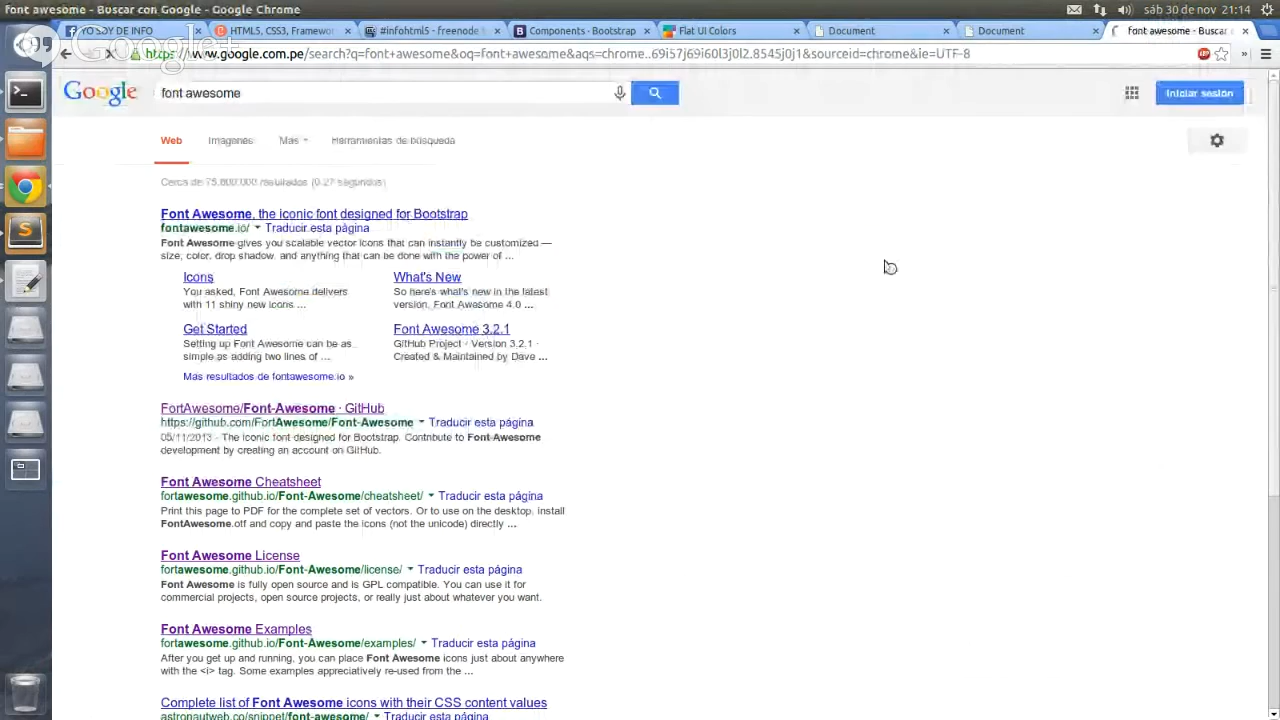 font awesome - Buscar con Google - Google Chrome
sáb 30 de nov 21:14
YO SOY DE INFO
HTML5, CSS3, Framewor
#infohtml5 - freenode
Components · Bootstrap
Flat UI Colors
Document
Document
font awesome - Buscar
Google+
https://www.google.com.pe/search?q=font+awesome&oq=font+awesome&aqs=chrome..69i57j69i60l3j0l2.8545j0j1&sourceid=chrome&ie=UTF-8
Google
font awesome
Iniciar sesión
Web Imágenes Más Herramientas de búsqueda
Cerca de 75.800.000 resultados (0,27 segundos)
Font Awesome, the iconic font designed for Bootstrap
fontawesome.io/ Traducir esta página
Font Awesome gives you scalable vector icons that can instantly be customized —
size, color, drop shadow, and anything that can be done with the power of ...
Icons
You asked, Font Awesome delivers
with 11 shiny new icons ...
What's New
So here's what's new in the latest
version, Font Awesome 4.0 ...
Get Started
Setting up Font Awesome can be as
simple as adding two lines of ...
Font Awesome 3.2.1
GitHub Project · Version 3.2.1 ·
Created & Maintained by Dave ...
Más resultados de fontawesome.io »
FortAwesome/Font-Awesome · GitHub
https://github.com/FortAwesome/Font-Awesome Traducir esta página
05/11/2013 - The iconic font designed for Bootstrap. Contribute to Font Awesome
development by creating an account on GitHub.
Font Awesome Cheatsheet
fortawesome.github.io/Font-Awesome/cheatsheet/ Traducir esta página
Print this page to PDF for the complete set of vectors. Or to use on the desktop, install
FontAwesome.otf and copy and paste the icons (not the unicode) directly ...
Font Awesome License
fortawesome.github.io/Font-Awesome/license/ Traducir esta página
Font Awesome is fully open source and is GPL compatible. You can use it for
commercial projects, open source projects, or really just about whatever you want.
Font Awesome Examples
fortawesome.github.io/Font-Awesome/examples/ Traducir esta página
After you get up and running, you can place Font Awesome icons just about anywhere
with the <i> tag. Some examples appreciatively re-used from the ...
Complete list of Font Awesome icons with their CSS content values
astronautweb.co/snippet/font-awesome/ Traducir esta página